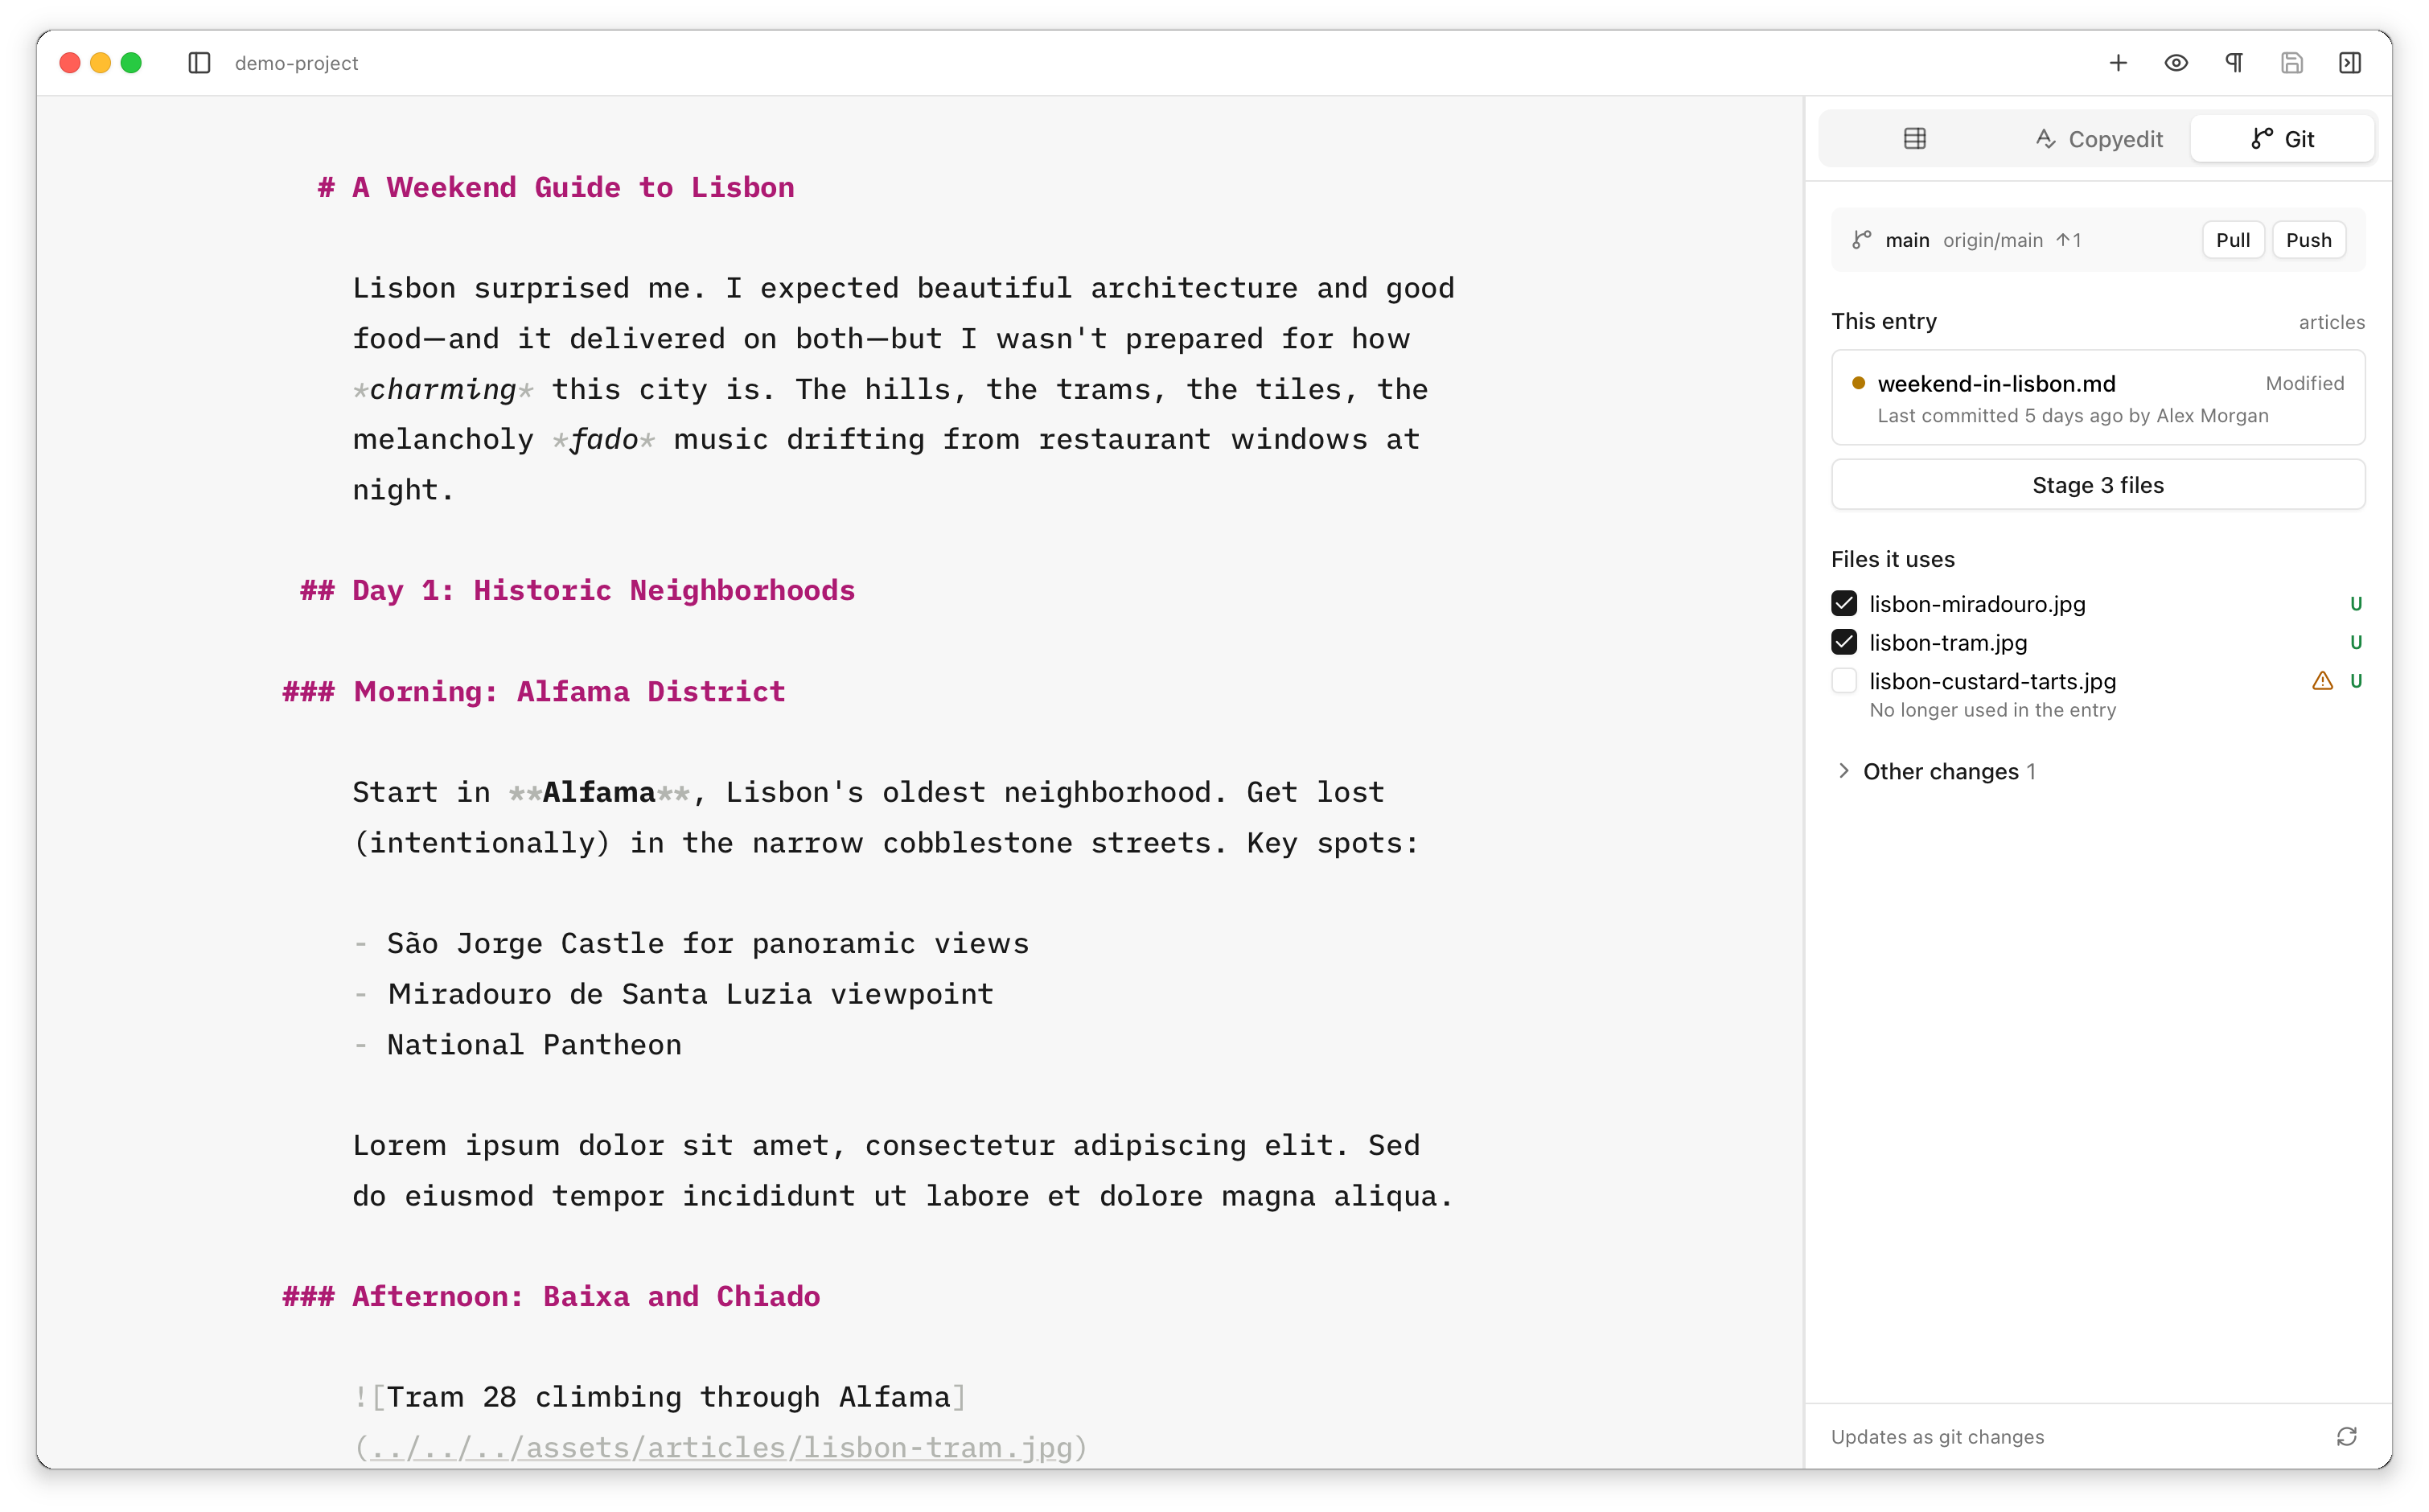 demo-project
# A Weekend Guide to Lisbon
Lisbon surprised me. I expected beautiful architecture and good
food—and it delivered on both—but I wasn't prepared for how
*charming* this city is. The hills, the trams, the tiles, the
melancholy *fado* music drifting from restaurant windows at
night.
## Day 1: Historic Neighborhoods
### Morning: Alfama District
Start in **Alfama**, Lisbon's oldest neighborhood. Get lost
(intentionally) in the narrow cobblestone streets. Key spots:
- São Jorge Castle for panoramic views
- Miradouro de Santa Luzia viewpoint
- National Pantheon
Lorem ipsum dolor sit amet, consectetur adipiscing elit. Sed
do eiusmod tempor incididunt ut labore et dolore magna aliqua.
### Afternoon: Baixa and Chiado
![Tram 28 climbing through Alfama]
(../../../assets/articles/lisbon-tram.jpg)
Copyedit
Git
main origin/main ↑1 Pull Push
This entry articles
weekend-in-lisbon.md Modified
Last committed 5 days ago by Alex Morgan
Stage 3 files
Files it uses
lisbon-miradouro.jpg U
lisbon-tram.jpg U
lisbon-custard-tarts.jpg U
No longer used in the entry
Other changes 1
Updates as git changes